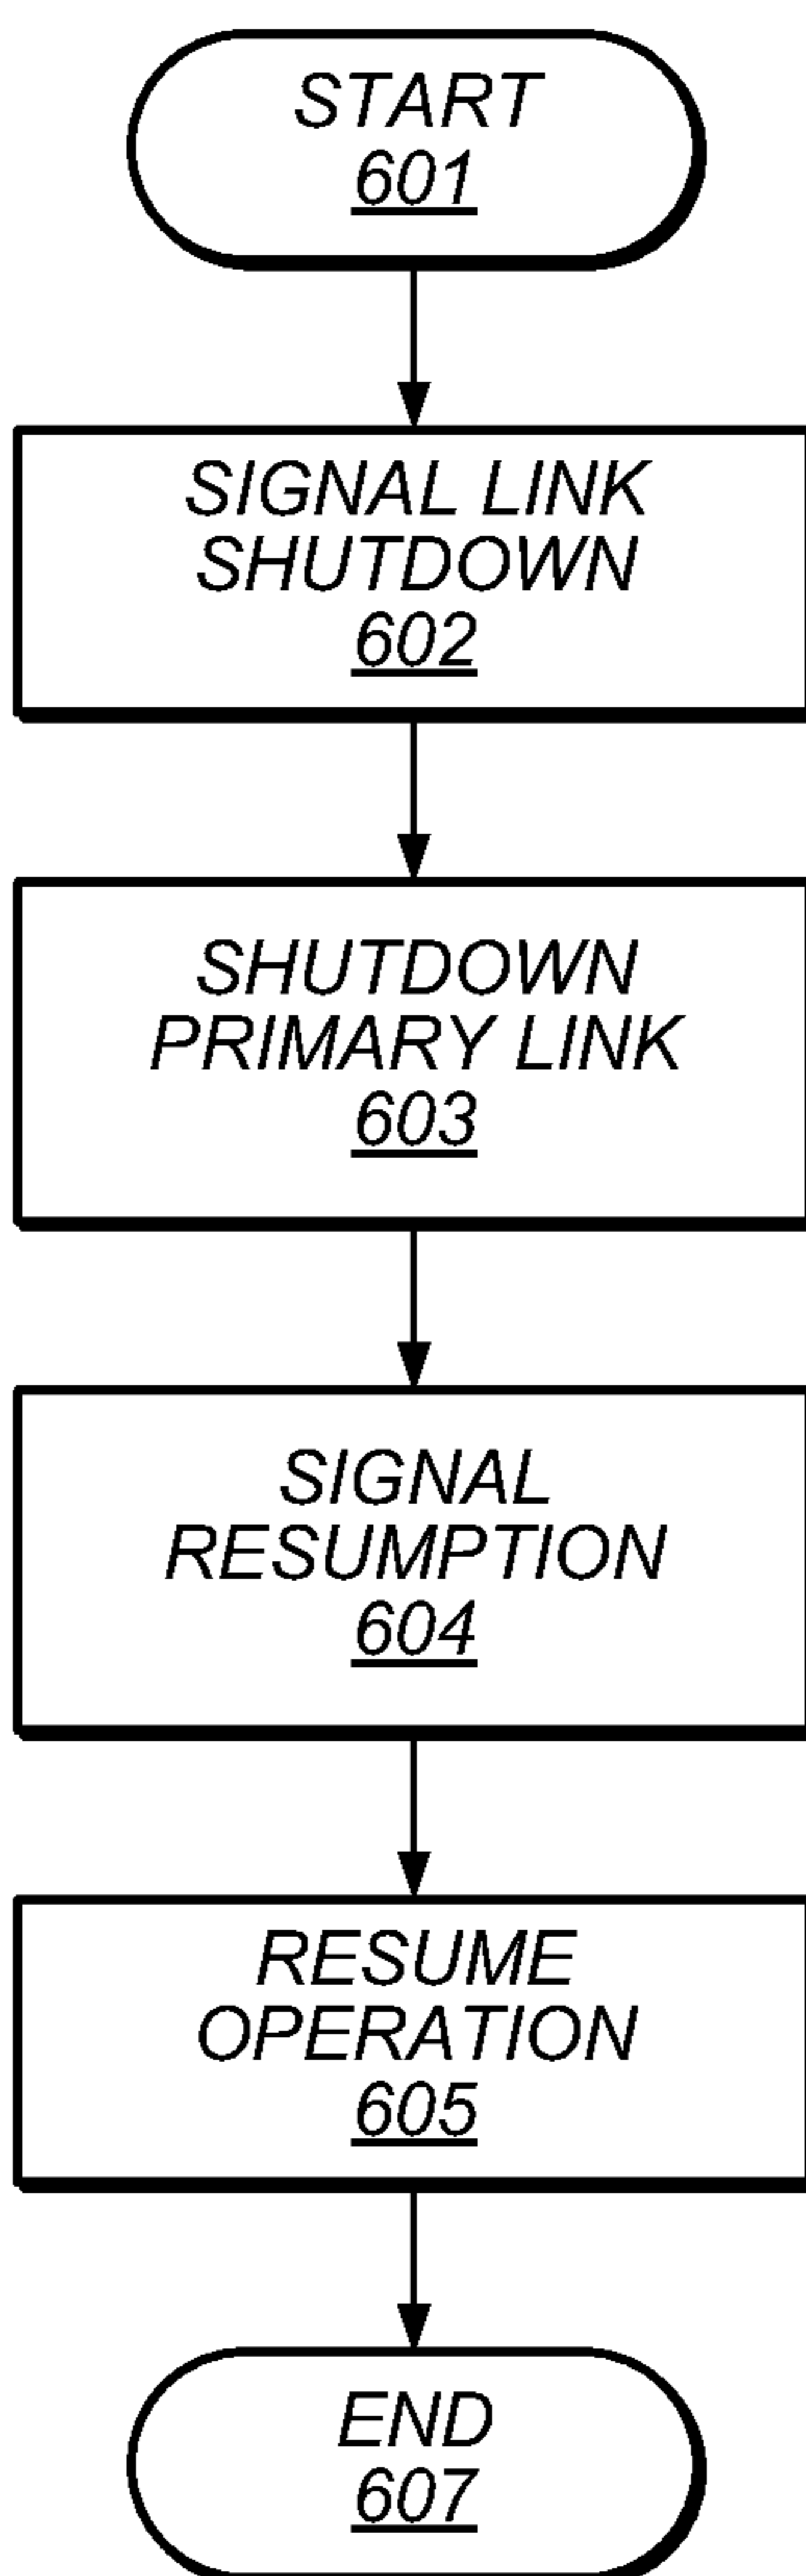 START
601
SIGNAL LINK
SHUTDOWN
602
SHUTDOWN
PRIMARY LINK
603
SIGNAL
RESUMPTION
604
RESUME
OPERATION
605
END
607